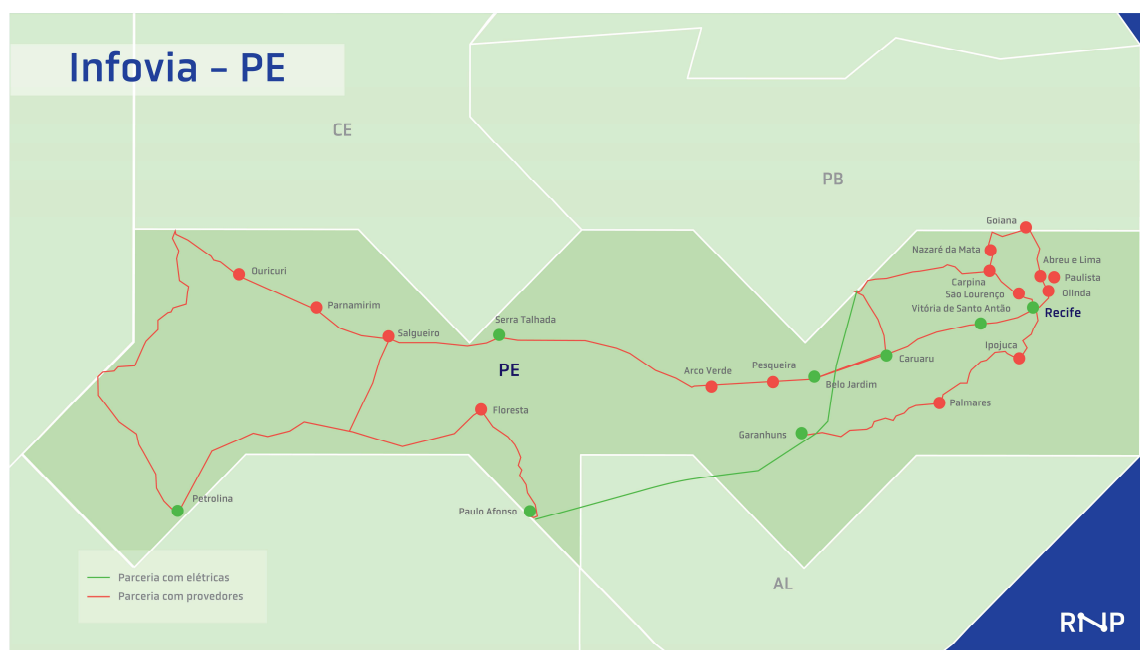 Infovia – PE
CE
PB
Goiana
Nazaré da Mata
Abreu e Lima
Ouricuri
Paulista
Carpina
São Lourenço
Olinda
Parnamirim
Vitória de Santo Antão
Recife
Serra Talhada
Salgueiro
Ipojuca
Caruaru
PE
Arco Verde
Pesqueira
Belo Jardim
Palmares
Floresta
Garanhuns
Petrolina
Paulo Afonso
Parceria com elétricas
Parceria com provedores
AL
RNP